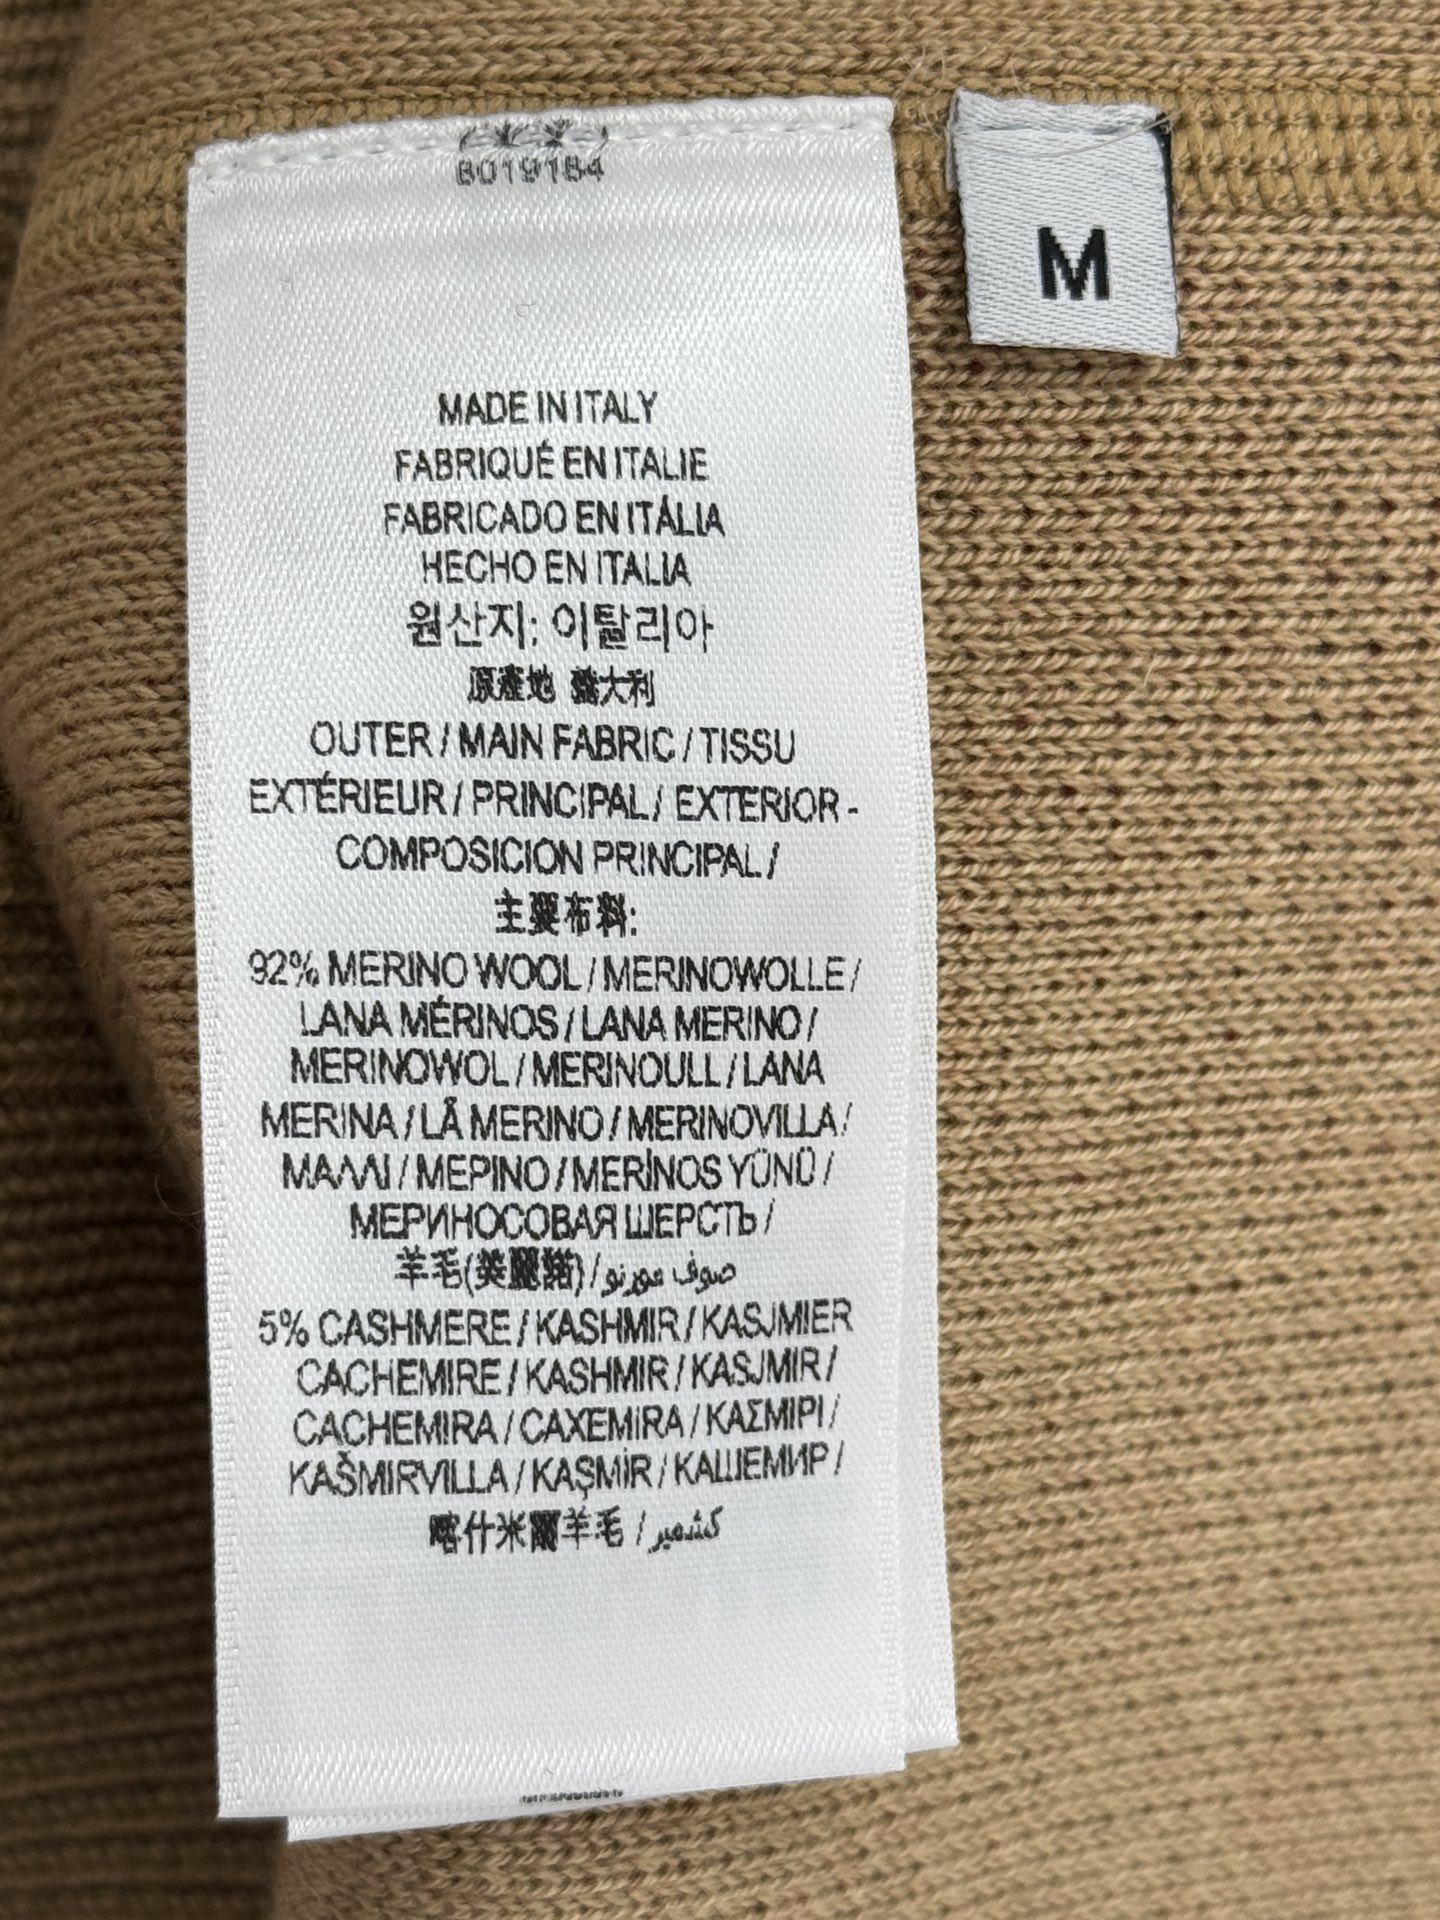 8019184
M
MADE IN ITALY
FABRIQUÉ EN ITALIE
FABRICADO EN ITÁLIA
HECHO EN ITALIA
원산지: 이탈리아
原產地 義大利
OUTER / MAIN FABRIC / TISSU
EXTÉRIEUR / PRINCIPAL / EXTERIOR -
COMPOSICION PRINCIPAL /
主要布料:
92% MERINO WOOL / MERINOWOLLE /
LANA MÉRINOS / LANA MERINO /
MERINOWOL / MERINOULL / LANA
MERINA / LÃ MERINO / MERINOVILLA /
ΜΑΛΛΙ / ΜΕΡΙΝΟ / MERİNOS YÜNÜ /
МЕРИНОСОВАЯ ШЕРСТЬ /
羊毛(美麗諾) / صوف مورنو
5% CASHMERE / KASHMIR / KASJMIER
CACHEMIRE / KASHMIR / KASJMIR /
CACHEMIRA / CAXEMIRA / ΚΑΣΜΙΡΙ /
KAŠMIRVILLA / KAŞMİR / КАШЕМИР /
喀什米爾羊毛 / كشمير